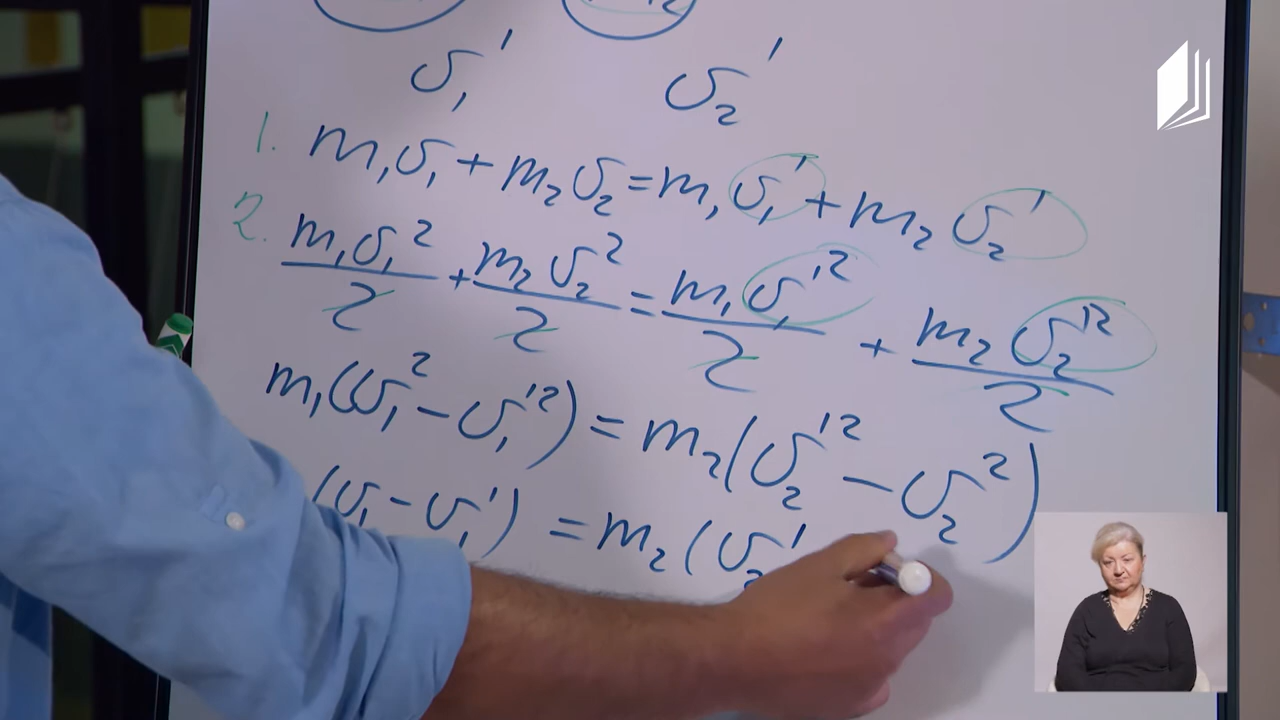 υ₁′ υ₂′
1. m₁υ₁ + m₂υ₂ = m₁υ₁′ + m₂υ₂′
2. m₁υ₁²/2 + m₂υ₂²/2 = m₁υ₁′²/2 + m₂υ₂′²/2
m₁(υ₁² − υ₁′²) = m₂(υ₂′² − υ₂²)
(υ₁ − υ₁′) = m₂(υ₂′